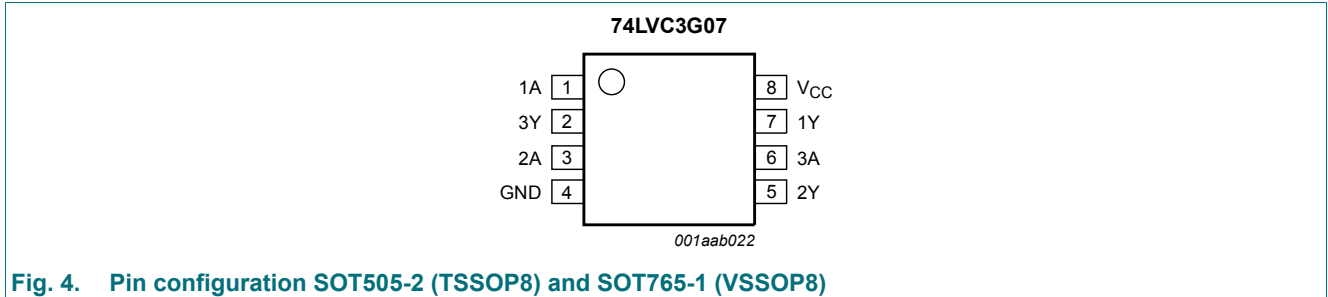 74LVC3G07
1A 1 8 VCC
3Y 2 7 1Y
2A 3 6 3A
GND 4 5 2Y
001aab022
Fig. 4. Pin configuration SOT505-2 (TSSOP8) and SOT765-1 (VSSOP8)